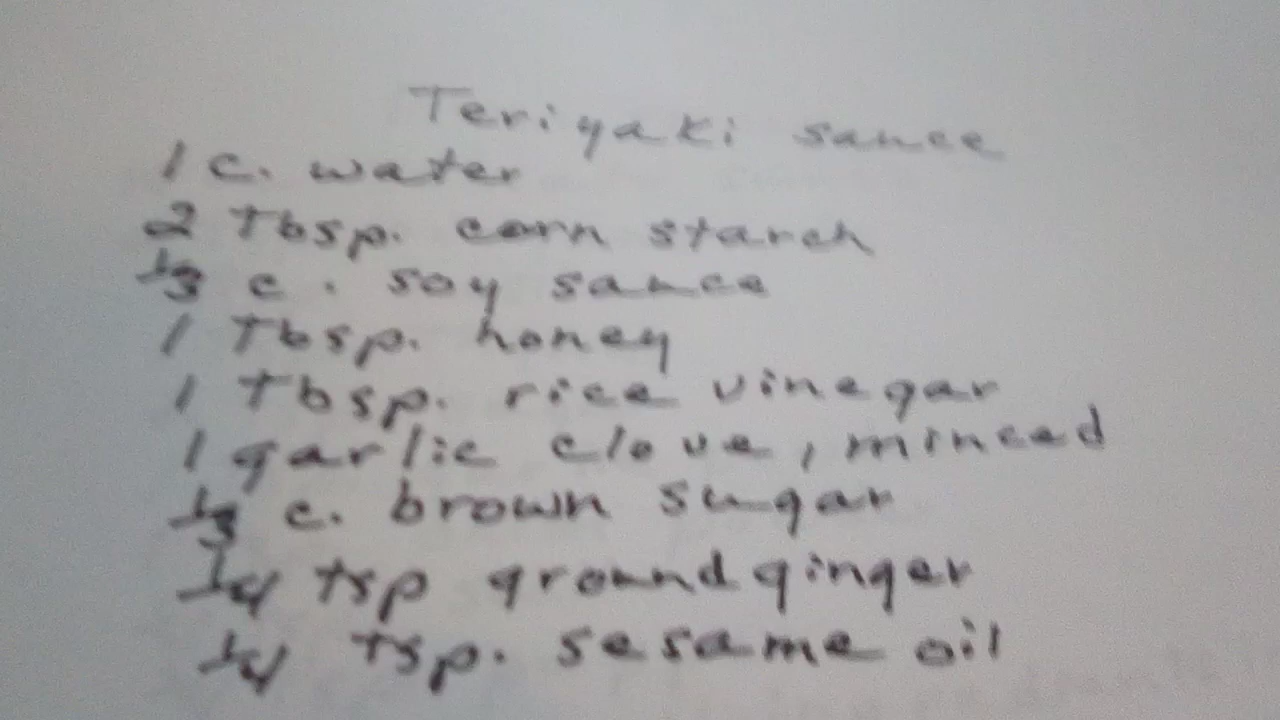 Teriyaki sauce
1 c. water
2 Tbsp. corn starch
1/3 c. soy sauce
1 Tbsp. honey
1 Tbsp. rice vinegar
1 garlic clove, minced
1/3 c. brown sugar
1/4 tsp ground ginger
1/4 tsp. sesame oil